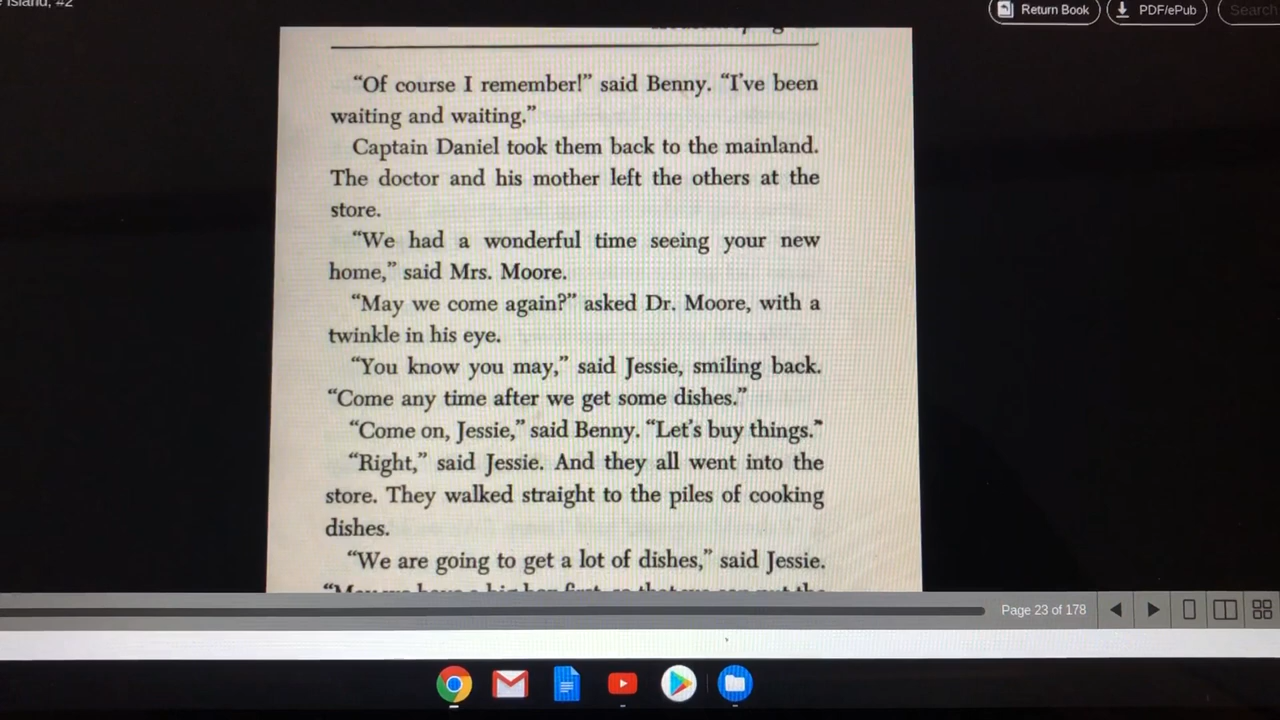 Island, #2
Return Book
PDF/ePub
Search
“Of course I remember!” said Benny. “I’ve been
waiting and waiting.”
Captain Daniel took them back to the mainland.
The doctor and his mother left the others at the
store.
“We had a wonderful time seeing your new
home,” said Mrs. Moore.
“May we come again?” asked Dr. Moore, with a
twinkle in his eye.
“You know you may,” said Jessie, smiling back.
“Come any time after we get some dishes.”
“Come on, Jessie,” said Benny. “Let’s buy things.”
“Right,” said Jessie. And they all went into the
store. They walked straight to the piles of cooking
dishes.
“We are going to get a lot of dishes,” said Jessie.
Page 23 of 178